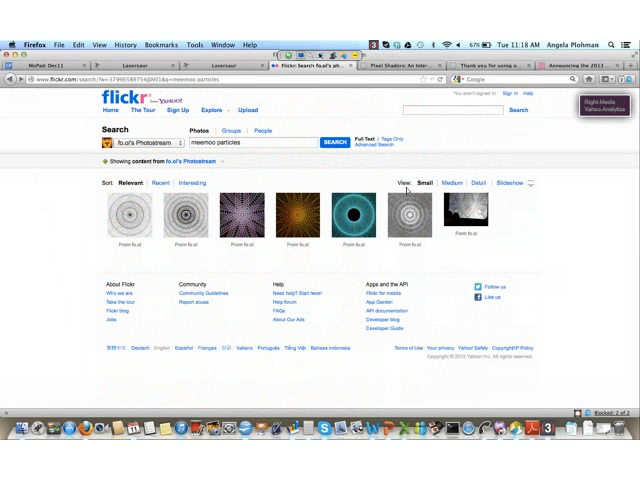 Firefox File Edit View History Bookmarks Tools Window Help 3 67% Tue 11:18 AM Angela Plohman
MoPad: Dec11 Lasersaur Lasersaur Flickr: Search fo.ol's ph... Pixel Shaders: An Inter... Thank you for using o... Announcing the 2013
www.flickr.com/search/?w=37996589754@N01&q=meemoo particles Google
flickr from YAHOO! You aren't signed in Sign In Help
Right Media
Yahoo Analytics
Home The Tour Sign Up Explore Upload Search
Search Photos Groups People
fo.ol's Photostream meemoo particles SEARCH Full Text | Tags Only
Advanced Search
Showing content from fo.ol's Photostream
Sort: Relevant Recent Interesting View: Small Medium Detail Slideshow
From fo.ol From fo.ol From fo.ol From fo.ol From fo.ol From fo.ol From fo.ol
About Flickr Community Help Apps and the API
Who we are Community Guidelines Need help? Start here! Flickr for mobile Follow us
Take the tour Report abuse Help forum App Garden Like us
Flickr blog FAQs API documentation
Jobs About Our Ads Developer blog
Developer Guide
繁體中文 Deutsch English Español Français 한글 Italiano Português Tiếng Việt Bahasa Indonesia Terms of Use Your privacy Yahoo! Safety Copyright/IP Policy
Copyright © 2012 Yahoo! Inc. All rights reserved.
Blocked: 2 of 2
11 3